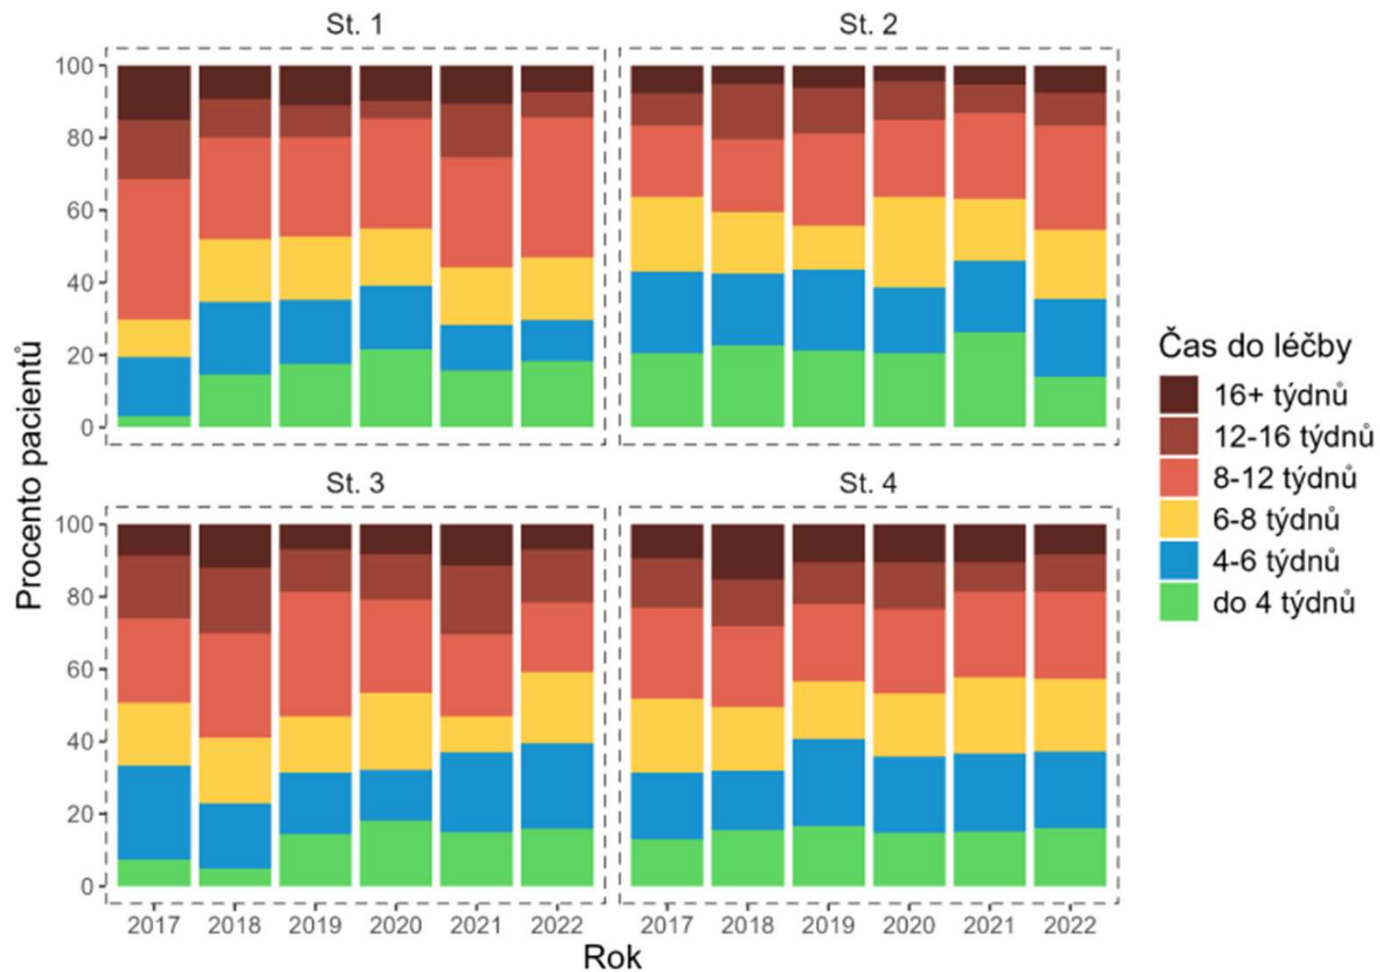 St. 1
St. 2
100
80
60
40
20
0
Procento pacientů
St. 3
St. 4
100
80
60
40
20
0
2017 2018 2019 2020 2021 2022
2017 2018 2019 2020 2021 2022
Rok
Čas do léčby
16+ týdnů
12-16 týdnů
8-12 týdnů
6-8 týdnů
4-6 týdnů
do 4 týdnů